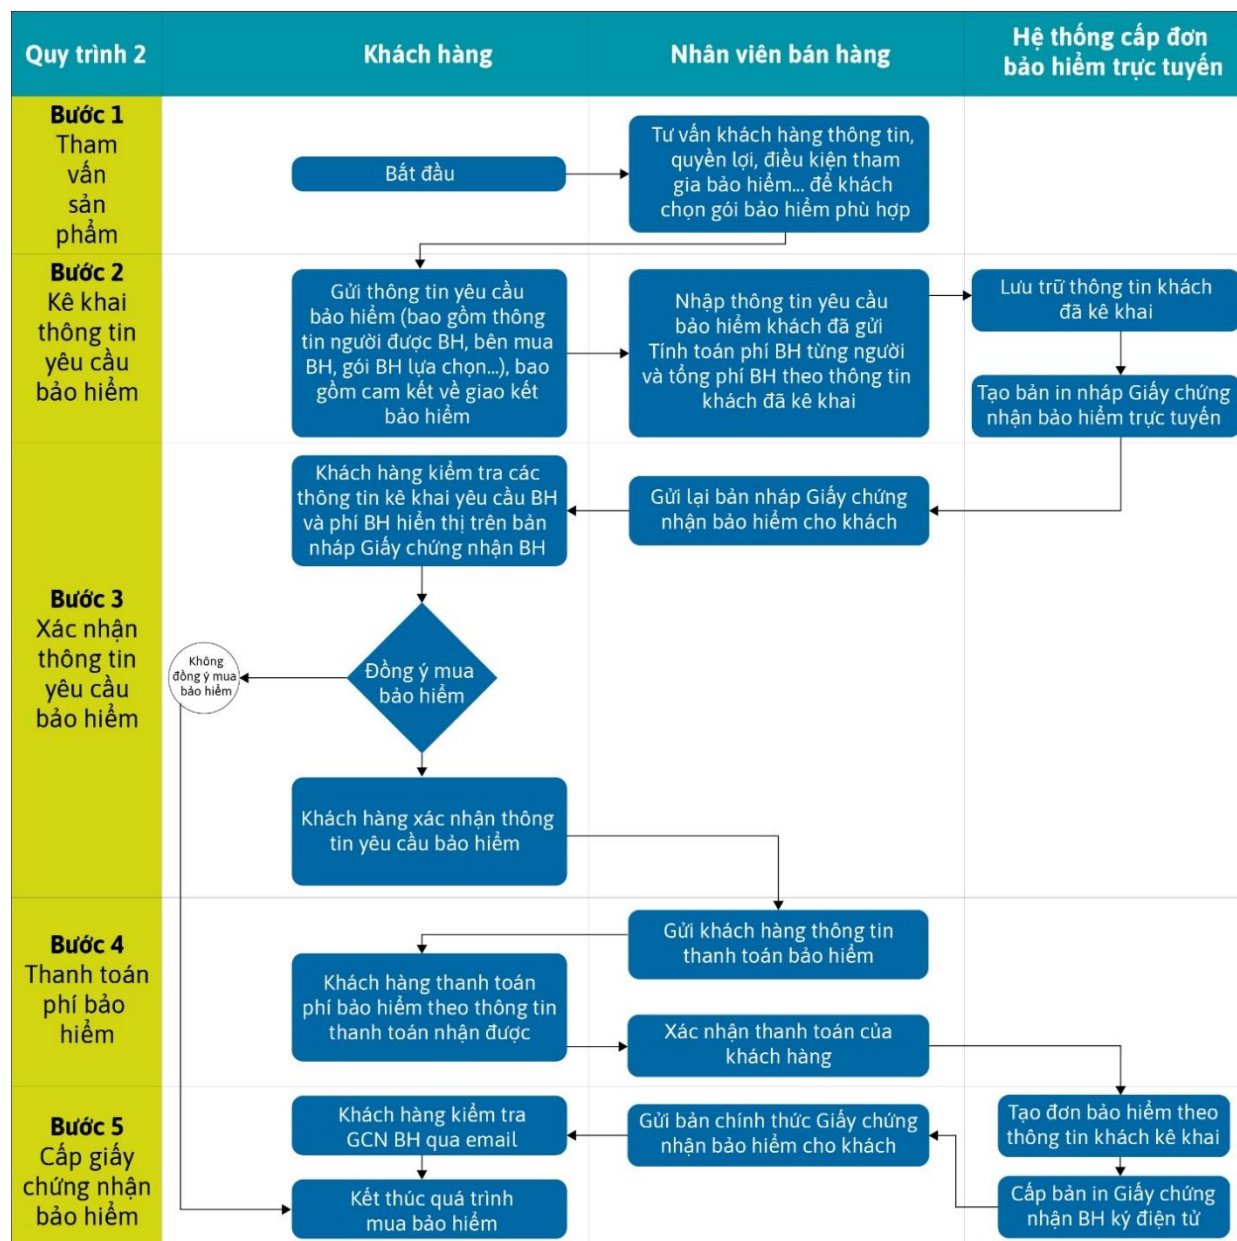 Quy trình 2
Khách hàng
Nhân viên bán hàng
Hệ thống cấp đơn
bảo hiểm trực tuyến
Bước 1
Tham
vấn
sản
phẩm
Bắt đầu
Tư vấn khách hàng thông tin,
quyền lợi, điều kiện tham
gia bảo hiểm... để khách
chọn gói bảo hiểm phù hợp
Bước 2
Kê khai
thông tin
yêu cầu
bảo hiểm
Gửi thông tin yêu cầu
bảo hiểm (bao gồm thông
tin người được BH, bên mua
BH, gói BH lựa chọn...), bao
gồm cam kết về giao kết
bảo hiểm
Nhập thông tin yêu cầu
bảo hiểm khách đã gửi
Tính toán phí BH từng người
và tổng phí BH theo thông tin
khách đã kê khai
Lưu trữ thông tin khách
đã kê khai
Tạo bản in nháp Giấy chứng
nhận bảo hiểm trực tuyến
Bước 3
Xác nhận
thông tin
yêu cầu
bảo hiểm
Khách hàng kiểm tra các
thông tin kê khai yêu cầu BH
và phí BH hiển thị trên bản
nháp Giấy chứng nhận BH
Gửi lại bản nháp Giấy chứng
nhận bảo hiểm cho khách
Không
đồng ý mua
bảo hiểm
Đồng ý mua
bảo hiểm
Khách hàng xác nhận thông
tin yêu cầu bảo hiểm
Bước 4
Thanh toán
phí bảo
hiểm
Gửi khách hàng thông tin
thanh toán bảo hiểm
Khách hàng thanh toán
phí bảo hiểm theo thông tin
thanh toán nhận được
Xác nhận thanh toán của
khách hàng
Bước 5
Cấp giấy
chứng nhận
bảo hiểm
Khách hàng kiểm tra
GCN BH qua email
Gửi bản chính thức Giấy chứng
nhận bảo hiểm cho khách
Tạo đơn bảo hiểm theo
thông tin khách kê khai
Kết thúc quá trình
mua bảo hiểm
Cấp bản in Giấy chứng
nhận BH ký điện tử